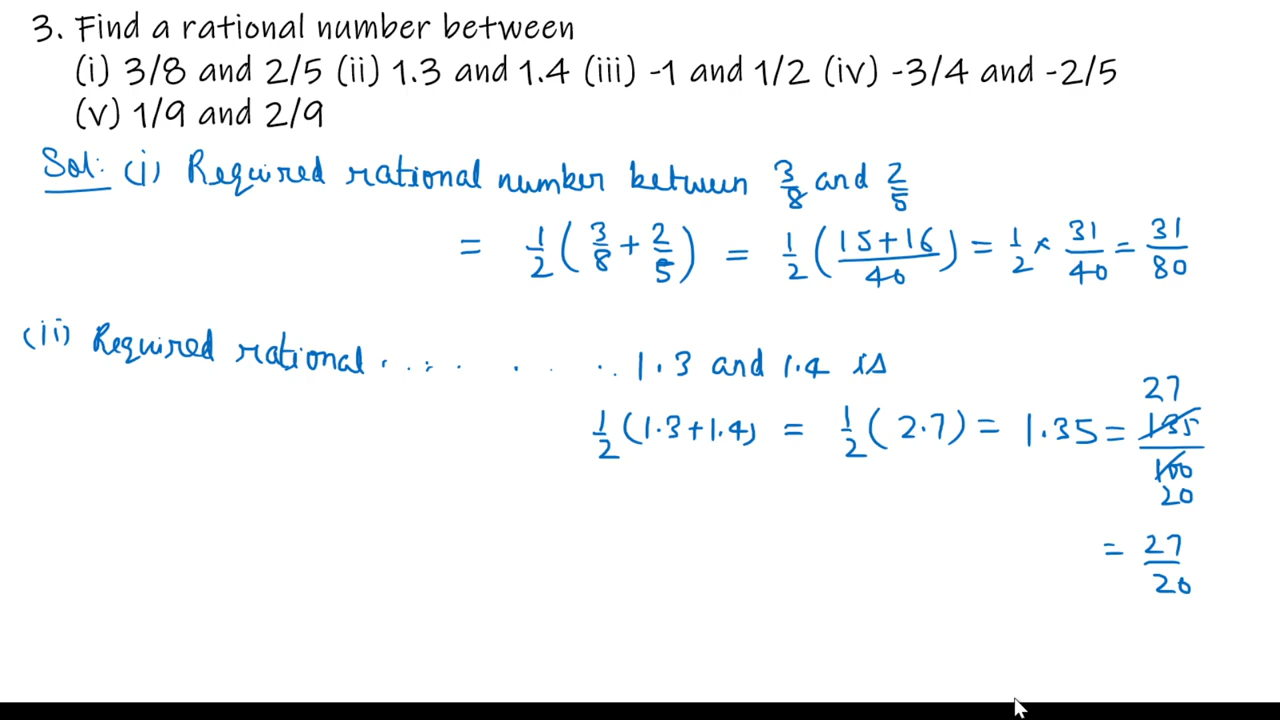 3. Find a rational number between
(i) 3/8 and 2/5 (ii) 1.3 and 1.4 (iii) -1 and 1/2 (iv) -3/4 and -2/5
(v) 1/9 and 2/9
Sol: (i) Required rational number between 3/8 and 2/5
= 1/2 (3/8 + 2/5) = 1/2 (15+16/40) = 1/2 × 31/40 = 31/80
(ii) Required rational . . . . . . . . 1.3 and 1.4 is
1/2 (1.3+1.4) = 1/2 (2.7) = 1.35 = 135/100
27
20
= 27/20